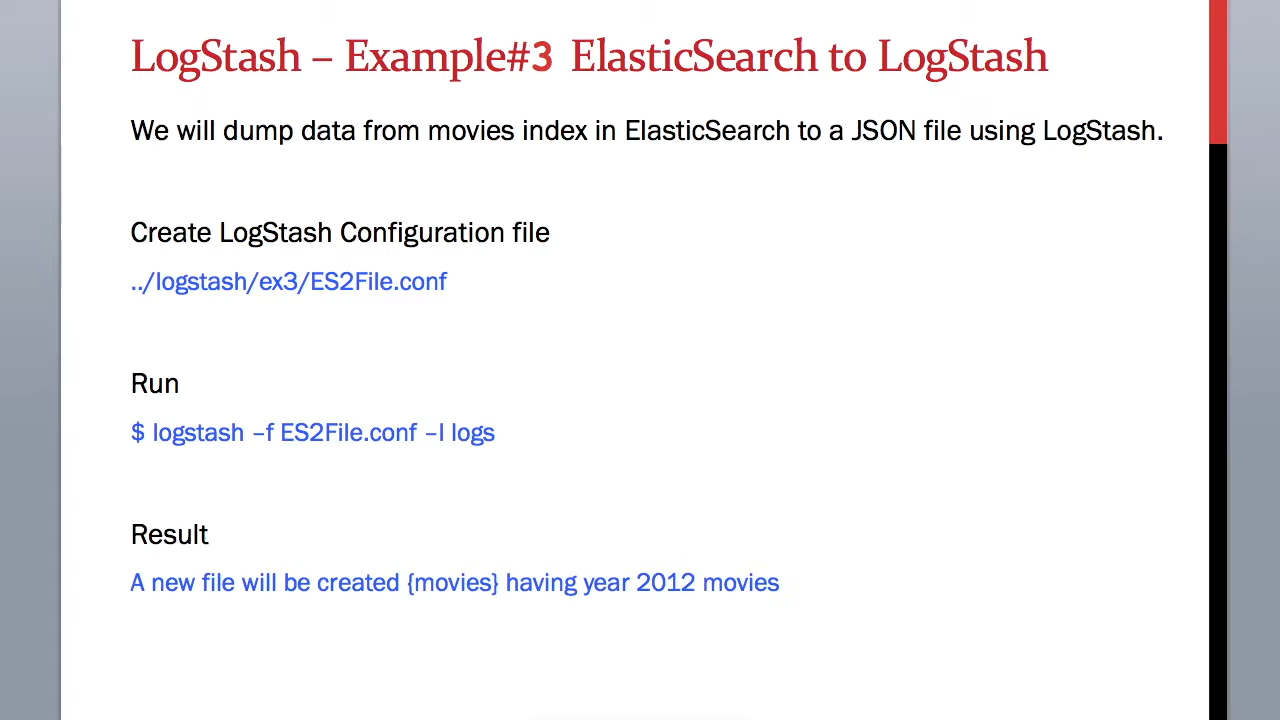 LogStash – Example#3 ElasticSearch to LogStash
We will dump data from movies index in ElasticSearch to a JSON file using LogStash.
Create LogStash Configuration file
../logstash/ex3/ES2File.conf
Run
$ logstash –f ES2File.conf –l logs
Result
A new file will be created {movies} having year 2012 movies